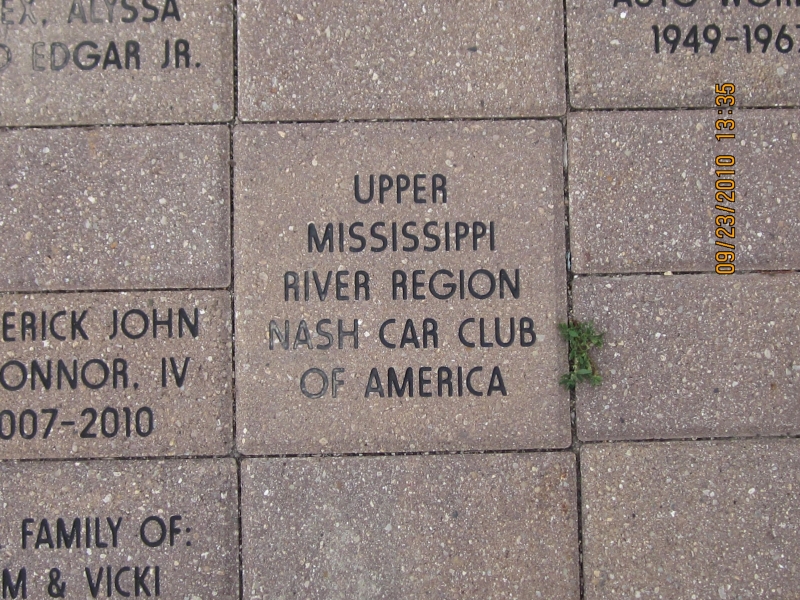 EX, ALYSSA
EDGAR JR.
1949-196
UPPER
MISSISSIPPI
RIVER REGION
NASH CAR CLUB
OF AMERICA
ERICK JOHN
ONNOR, IV
007-2010
FAMILY OF:
M & VICKI
09/23/2010 13:35